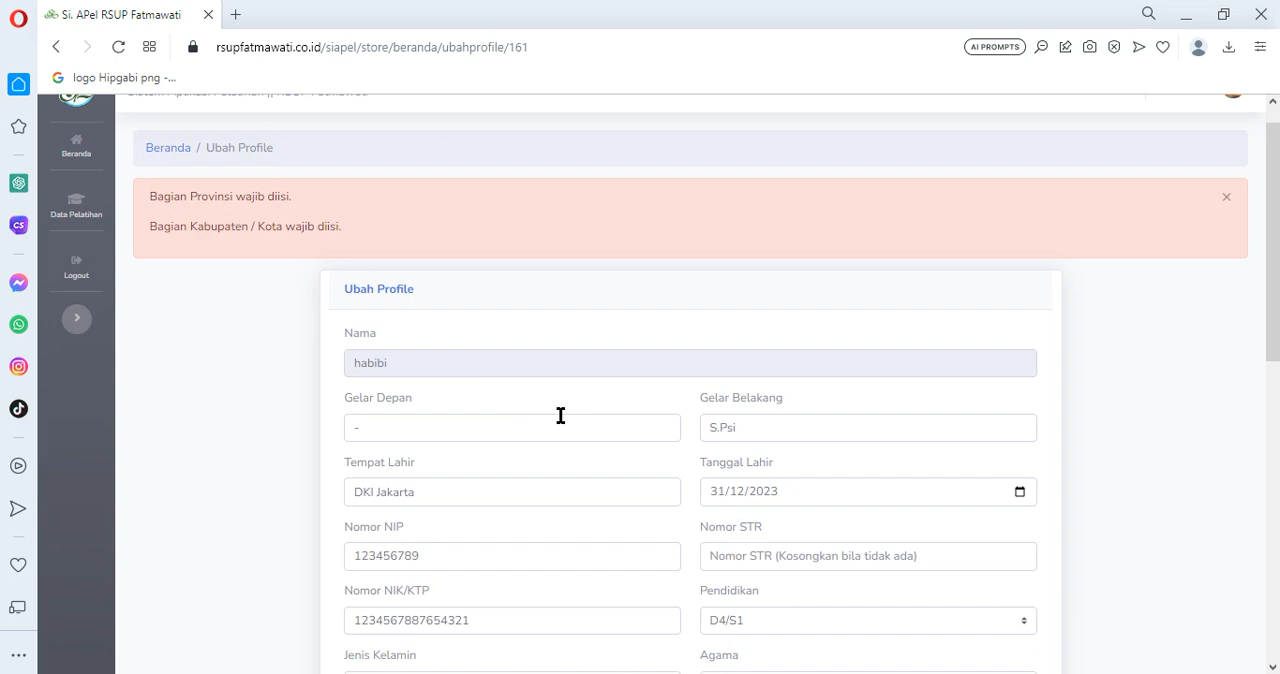 Si. APel RSUP Fatmawati
rsupfatmawati.co.id/siapel/store/beranda/ubahprofile/161
AI PROMPTS
logo Hipgabi png -...
Beranda
Data Pelatihan
Logout
CS
Beranda / Ubah Profile
Bagian Provinsi wajib diisi.
Bagian Kabupaten / Kota wajib diisi.
Ubah Profile
Nama
habibi
Gelar Depan
Gelar Belakang
-
S.Psi
Tempat Lahir
Tanggal Lahir
DKI Jakarta
31/12/2023
Nomor NIP
Nomor STR
123456789
Nomor STR (Kosongkan bila tidak ada)
Nomor NIK/KTP
Pendidikan
1234567887654321
D4/S1
Jenis Kelamin
Agama